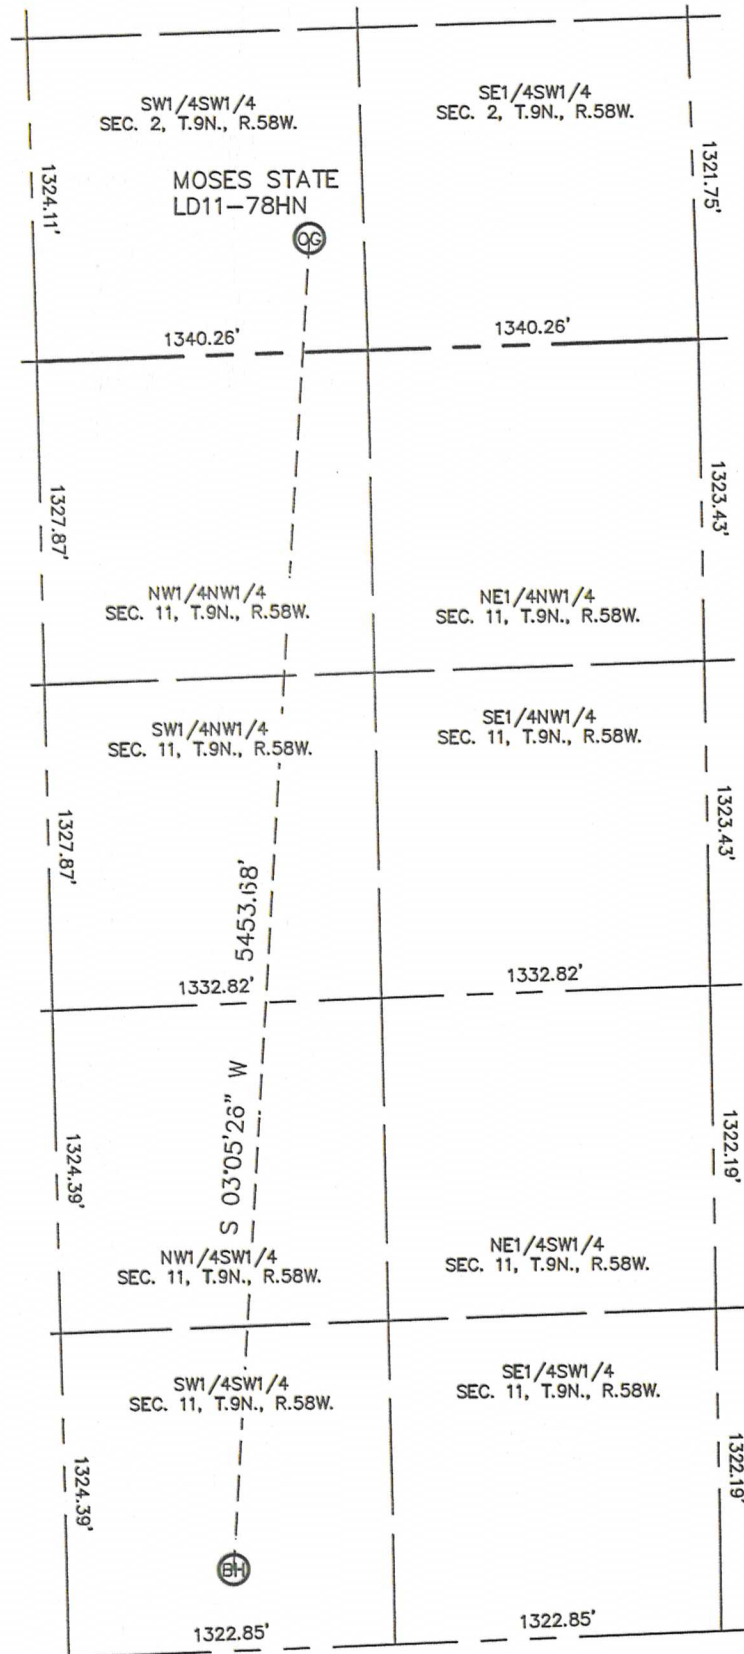 SW1/4SW1/4
SEC. 2, T.9N., R.58W.
SE1/4SW1/4
SEC. 2, T.9N., R.58W.
1324.11'
MOSES STATE
LD11-78HN
OG
1321.75'
1340.26'
1340.26'
1327.87'
1323.43'
NW1/4NW1/4
SEC. 11, T.9N., R.58W.
NE1/4NW1/4
SEC. 11, T.9N., R.58W.
SW1/4NW1/4
SEC. 11, T.9N., R.58W.
SE1/4NW1/4
SEC. 11, T.9N., R.58W.
1327.87'
1323.43'
5453.68'
1332.82'
1332.82'
S 03°05'26" W
1324.39'
1322.19'
NW1/4SW1/4
SEC. 11, T.9N., R.58W.
NE1/4SW1/4
SEC. 11, T.9N., R.58W.
SW1/4SW1/4
SEC. 11, T.9N., R.58W.
SE1/4SW1/4
SEC. 11, T.9N., R.58W.
1324.39'
1322.19'
BH
1322.85'
1322.85'